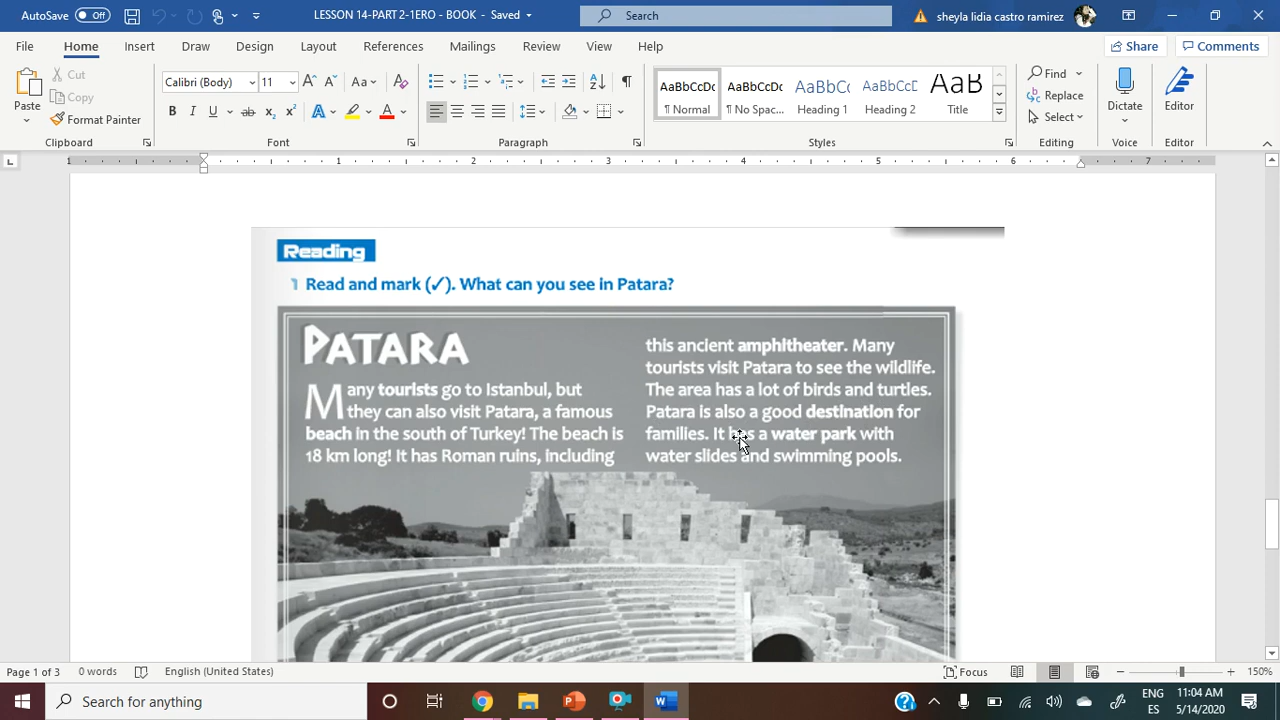 AutoSave Off
LESSON 14-PART 2-1ERO - BOOK - Saved
Search
sheyla lidia castro ramirez
File Home Insert Draw Design Layout References Mailings Review View Help
Share Comments
Paste
Cut
Copy
Format Painter
Clipboard
Calibri (Body) 11
Font
Paragraph
AaBbCcDc
¶ Normal
AaBbCcDc
¶ No Spac...
AaBbCc
Heading 1
AaBbCcE
Heading 2
AaB
Title
Styles
Find
Replace
Select
Editing
Dictate
Voice
Editor
Editor
1 1 2 3 4 5 6 7
Reading
1 Read and mark (✓). What can you see in Patara?
PATARA
Many tourists go to Istanbul, but
they can also visit Patara, a famous
beach in the south of Turkey! The beach is
18 km long! It has Roman ruins, including
this ancient amphitheater. Many
tourists visit Patara to see the wildlife.
The area has a lot of birds and turtles.
Patara is also a good destination for
families. It has a water park with
water slides and swimming pools.
Page 1 of 3 0 words English (United States)
Focus
150%
Search for anything
ENG
ES
11:04 AM
5/14/2020